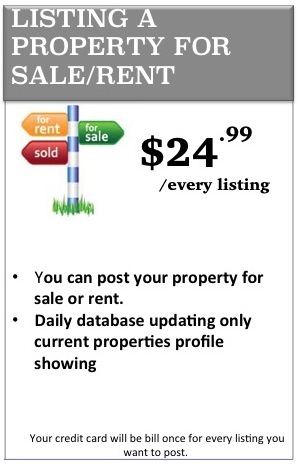 LISTING A
PROPERTY FOR
SALE/RENT
for
rent
for
sale
sold
$24.99
/every listing
• You can post your property for
sale or rent.
• Daily database updating only
current properties profile
showing
Your credit card will be bill once for every listing you
want to post.